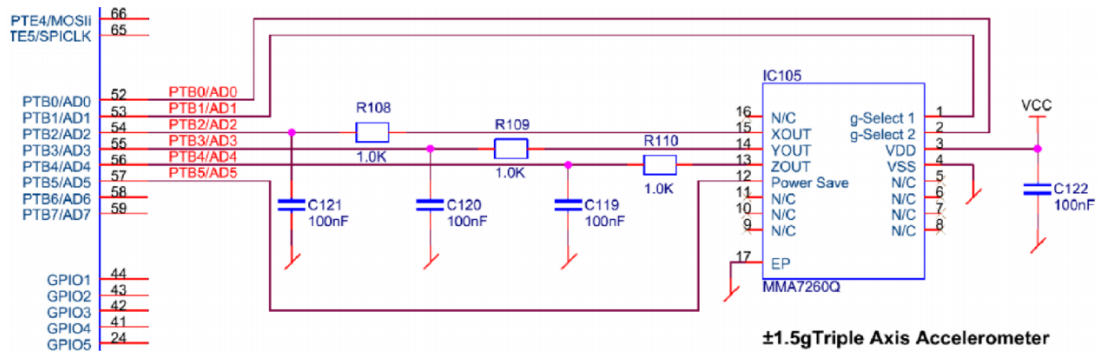 PTE4/MOSIi 66
TE5/SPICLK 65
PTB0/AD0 52 PTB0/AD0
PTB1/AD1 53 PTB1/AD1
PTB2/AD2 54 PTB2/AD2
PTB3/AD3 55 PTB3/AD3
PTB4/AD4 56 PTB4/AD4
PTB5/AD5 57 PTB5/AD5
PTB6/AD6 58
PTB7/AD7 59
GPIO1 44
GPIO2 43
GPIO3 42
GPIO4 41
GPIO5 24
R108
1.0K
R109
1.0K
R110
1.0K
C121
100nF
C120
100nF
C119
100nF
IC105
16 N/C g-Select 1 1
15 XOUT g-Select 2 2
14 YOUT VDD 3
13 ZOUT VSS 4
12 Power Save N/C 5
11 N/C N/C 6
10 N/C N/C 7
9 N/C N/C 8
17 EP
MMA7260Q
VCC
C122
100nF
±1.5gTriple Axis Accelerometer